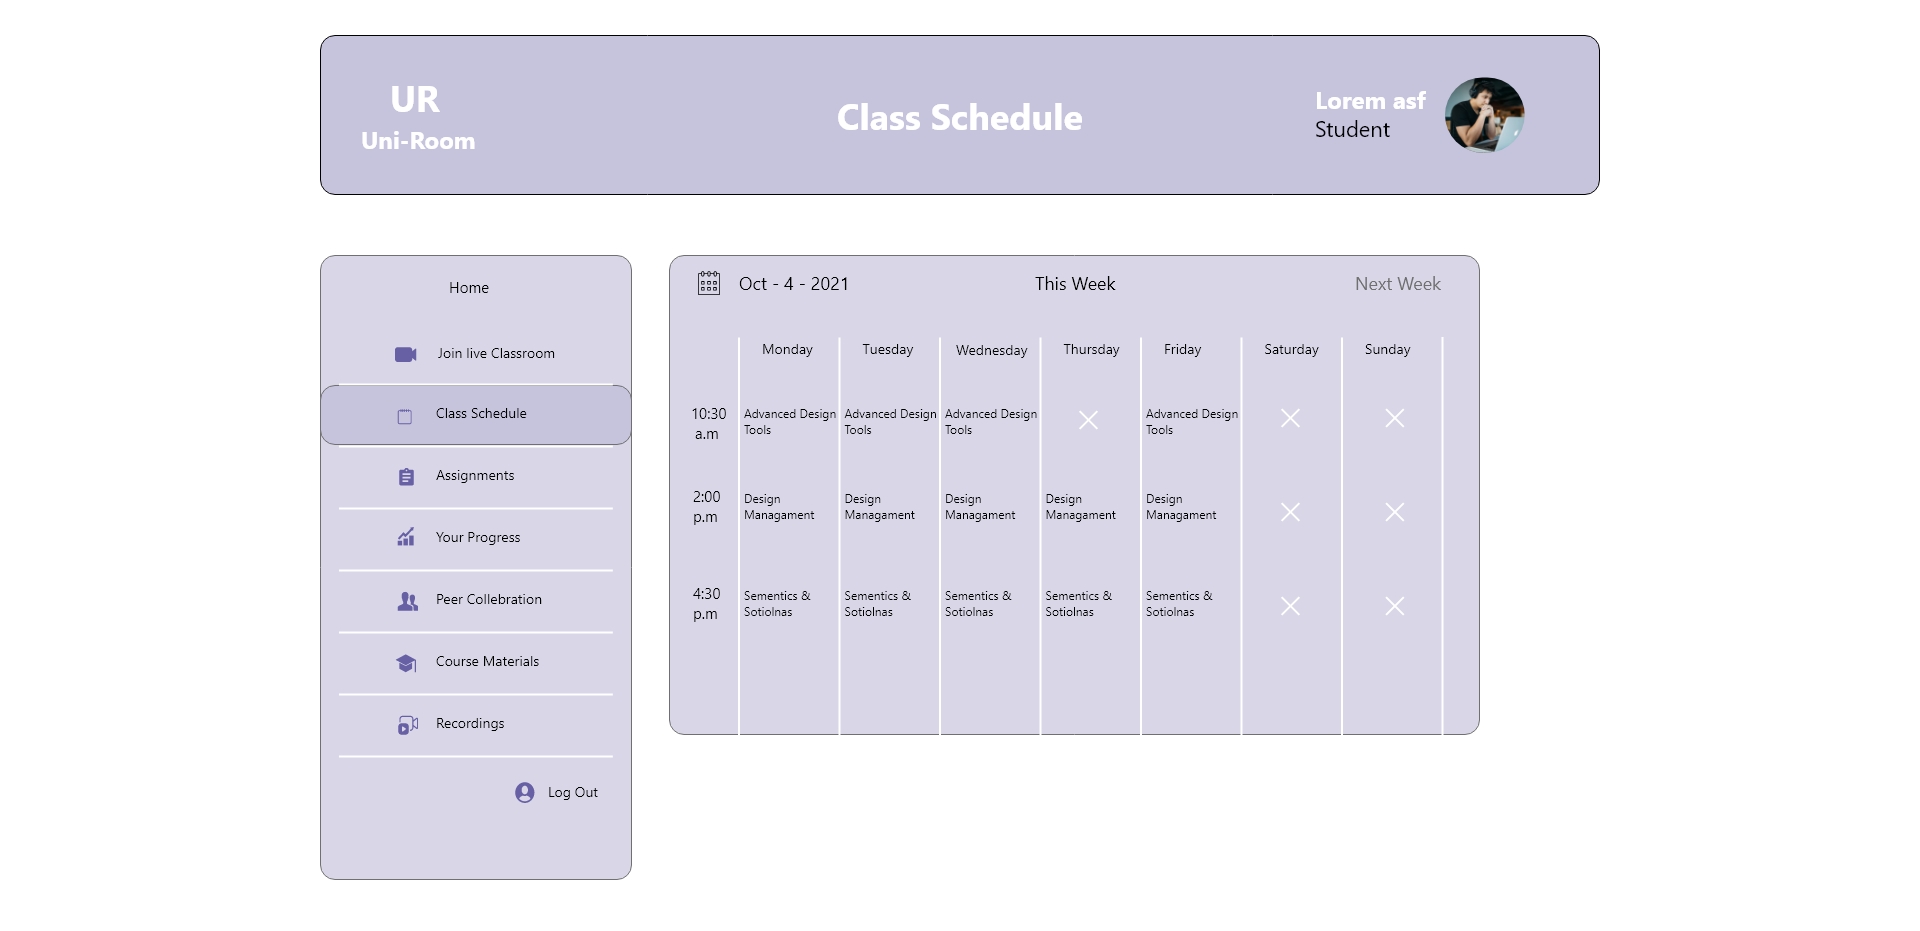 UR
Uni-Room
Class Schedule
Lorem asf
Student
Home
Join live Classroom
Class Schedule
Assignments
Your Progress
Peer Collebration
Course Materials
Recordings
Log Out
Oct - 4 - 2021 This Week Next Week
Monday Tuesday Wednesday Thursday Friday Saturday Sunday
10:30 Advanced Design Advanced Design Advanced Design Advanced Design
a.m Tools Tools Tools Tools
2:00 Design Design Design Design Design
p.m Managament Managament Managament Managament Managament
4:30 Sementics & Sementics & Sementics & Sementics & Sementics &
p.m Sotiolnas Sotiolnas Sotiolnas Sotiolnas Sotiolnas